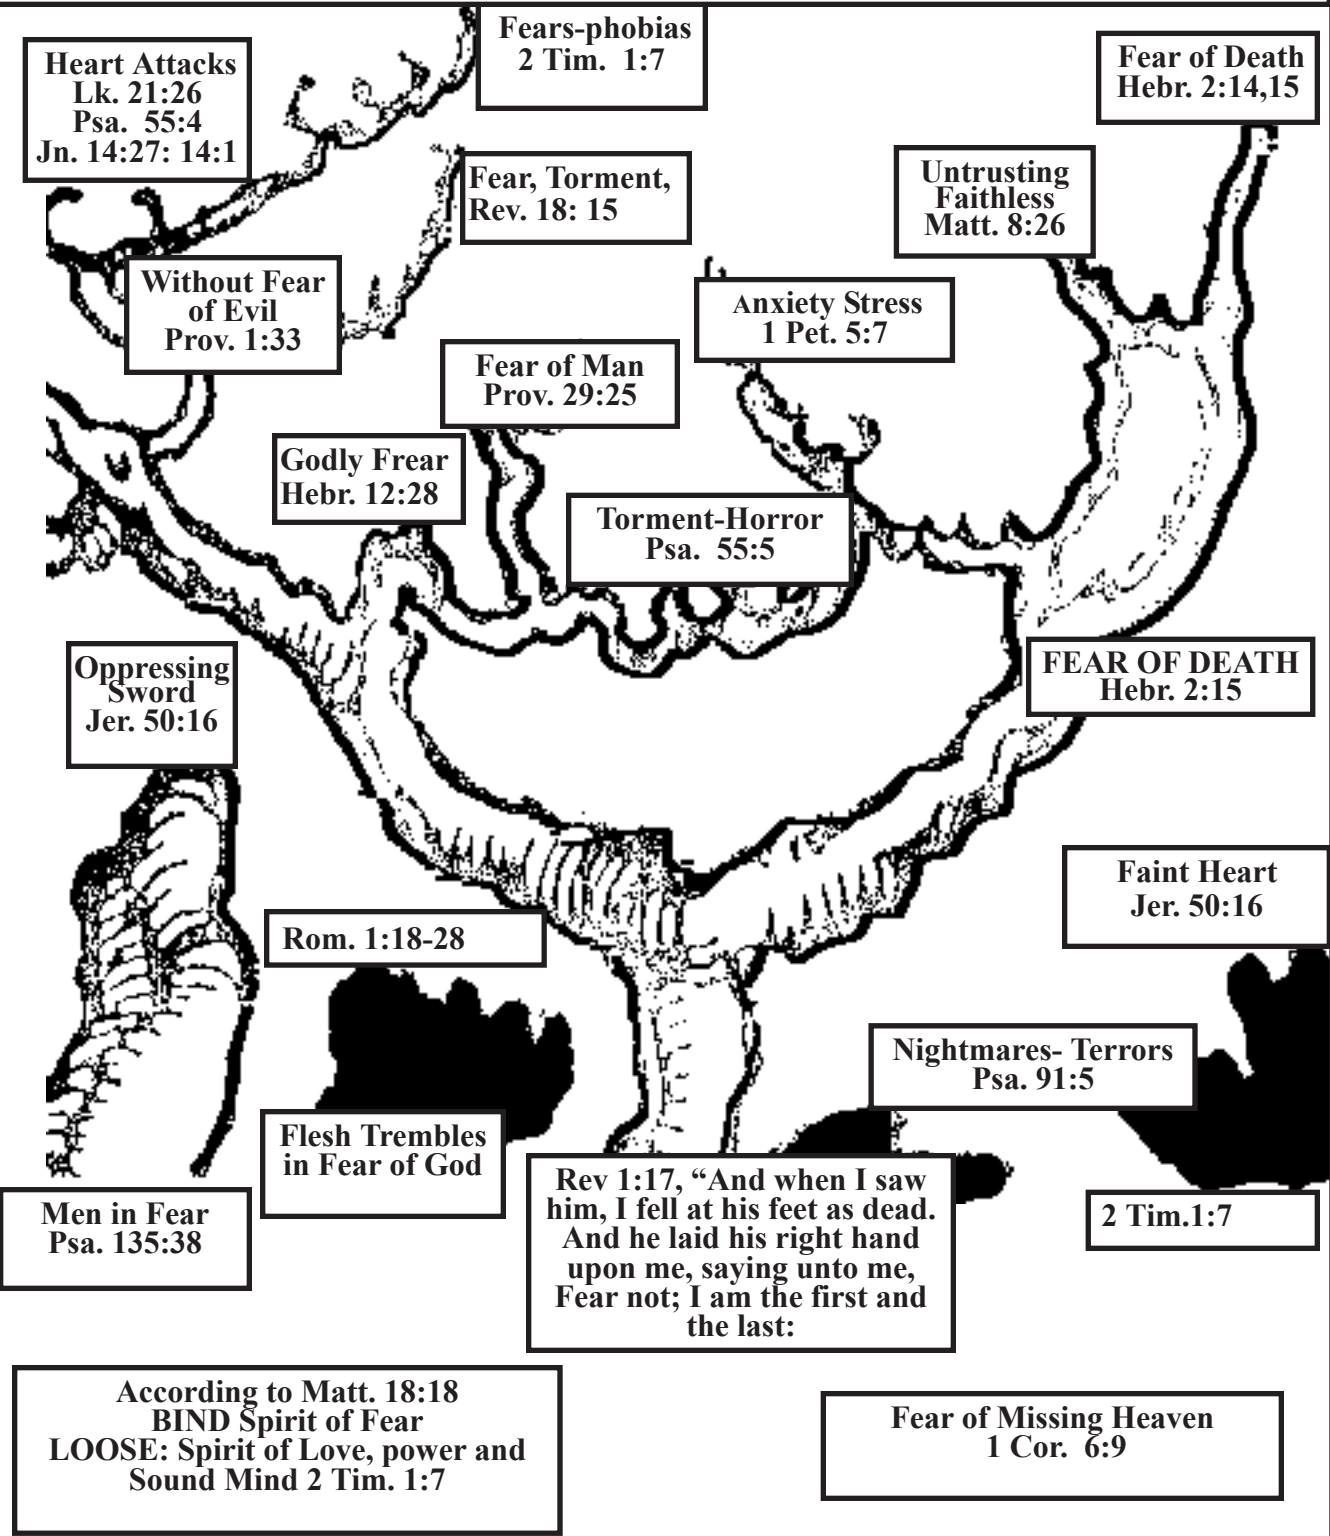 Fears-phobias
2 Tim. 1:7
Heart Attacks
Lk. 21:26
Psa. 55:4
Jn. 14:27: 14:1
Fear of Death
Hebr. 2:14,15
Fear, Torment,
Rev. 18: 15
Untrusting
Faithless
Matt. 8:26
Without Fear
of Evil
Prov. 1:33
Anxiety Stress
1 Pet. 5:7
Fear of Man
Prov. 29:25
Godly Frear
Hebr. 12:28
Torment-Horror
Psa. 55:5
Oppressing
Sword
Jer. 50:16
FEAR OF DEATH
Hebr. 2:15
Faint Heart
Jer. 50:16
Rom. 1:18-28
Nightmares- Terrors
Psa. 91:5
Flesh Trembles
in Fear of God
Rev 1:17, “And when I saw
him, I fell at his feet as dead.
And he laid his right hand
upon me, saying unto me,
Fear not; I am the first and
the last:
Men in Fear
Psa. 135:38
2 Tim.1:7
According to Matt. 18:18
BIND Spirit of Fear
LOOSE: Spirit of Love, power and
Sound Mind 2 Tim. 1:7
Fear of Missing Heaven
1 Cor. 6:9